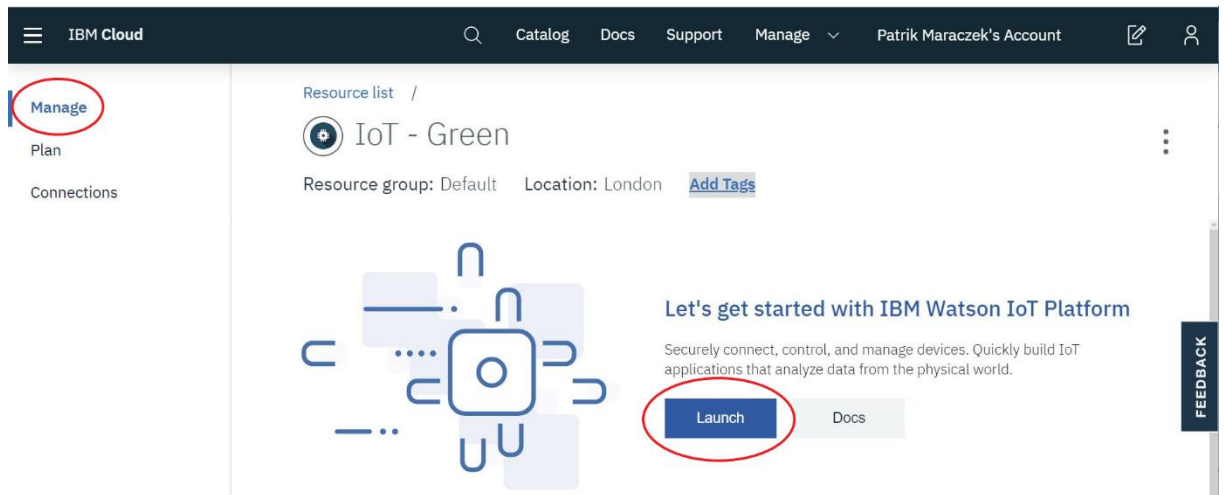 IBM Cloud
Catalog Docs Support Manage Patrik Maraczek's Account
Manage
Plan
Connections
Resource list /
IoT - Green
Resource group: Default Location: London Add Tags
Let's get started with IBM Watson IoT Platform
Securely connect, control, and manage devices. Quickly build IoT
applications that analyze data from the physical world.
Launch Docs
FEEDBACK